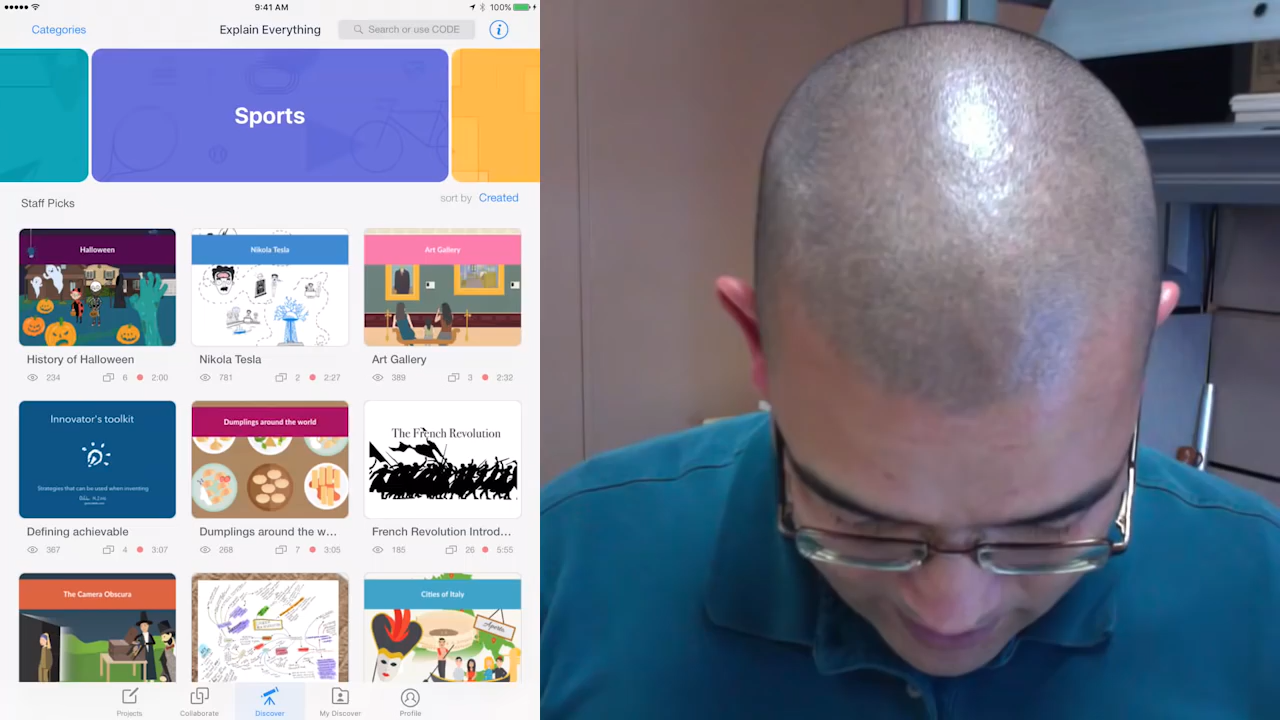 9:41 AM 100%
Categories Explain Everything Search or use CODE
Sports
Staff Picks sort by Created
Halloween Nikola Tesla Art Gallery
History of Halloween Nikola Tesla Art Gallery
234 6 2:00 781 2 2:27 389 3 2:32
Innovator's toolkit Dumplings around the world The French Revolution
Strategies that can be used when inventing
Defining achievable Dumplings around the w... French Revolution Introd...
367 4 3:07 268 7 3:05 185 26 5:55
The Camera Obscura Cities of Italy
Projects Collaborate Discover My Discover Profile